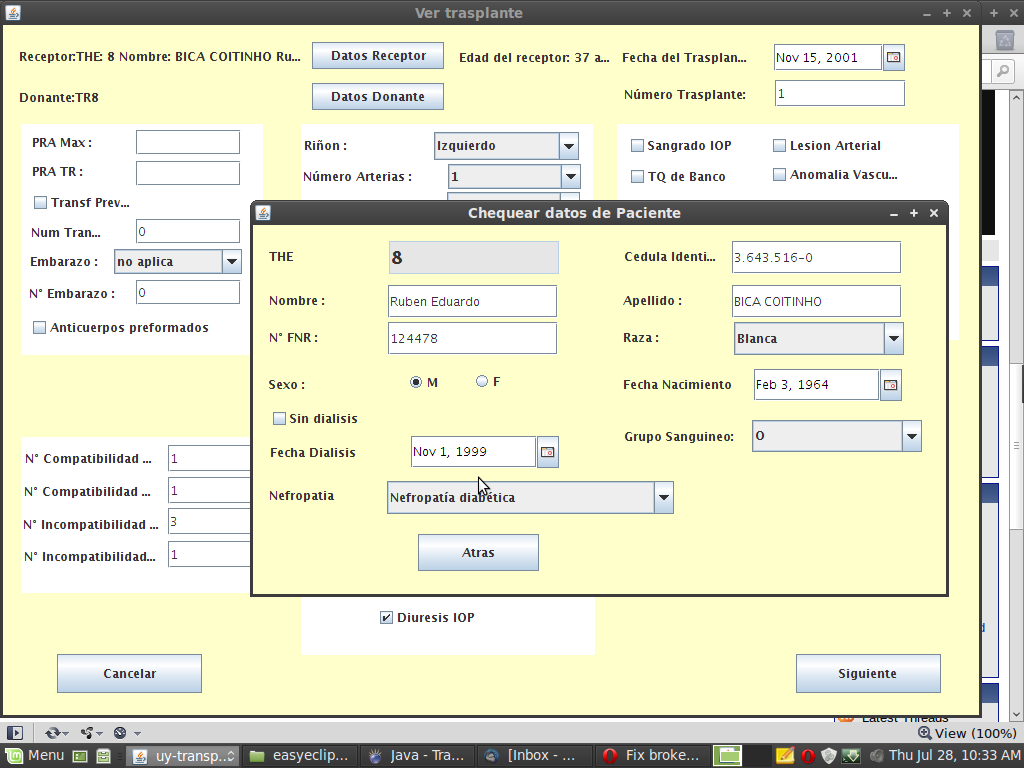 Ver trasplante
Receptor:THE: 8 Nombre: BICA COITINHO Ru...
Datos Receptor
Edad del receptor: 37 a...
Fecha del Trasplan...
Nov 15, 2001
Donante:TR8
Datos Donante
Número Trasplante:
1
PRA Max :
PRA TR :
Transf Prev...
Num Tran...
0
Embarazo :
no aplica
N° Embarazo :
0
Anticuerpos preformados
Riñon :
Izquierdo
Número Arterias :
1
Sangrado IOP
Lesion Arterial
TQ de Banco
Anomalia Vascu...
Chequear datos de Paciente
THE
8
Cedula Identi...
3.643.516-0
Nombre :
Ruben Eduardo
Apellido :
BICA COITINHO
N° FNR :
124478
Raza :
Blanca
Sexo :
M
F
Fecha Nacimiento
Feb 3, 1964
Sin dialisis
Grupo Sanguineo:
O
Fecha Dialisis
Nov 1, 1999
Nefropatia
Nefropatía diabética
Atras
N° Compatibilidad ...
1
N° Compatibilidad ...
1
N° Incompatibilidad ...
3
N° Incompatibilidad...
1
Diuresis IOP
Cancelar
Siguiente
Latest Threads
View (100%)
Menu
uy-transp...
easyeclip...
Java - Tra...
[Inbox - ...
Fix broke...
Thu Jul 28, 10:33 AM